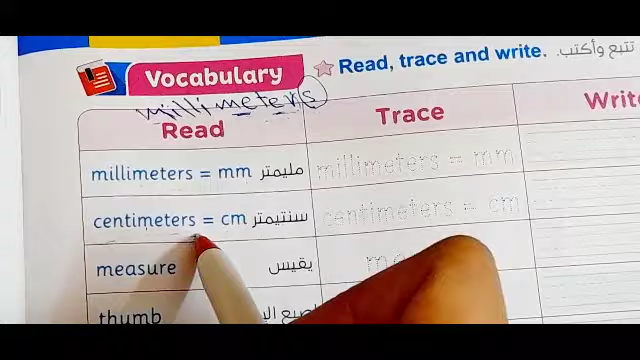 Vocabulary
Read, trace and write. تتبع وأكتب.
millimeters
Read Trace Write
millimeters = mm مليمتر millimeters = mm
centimeters = cm سنتيمتر centimeters = cm
measure يقيس
thumb